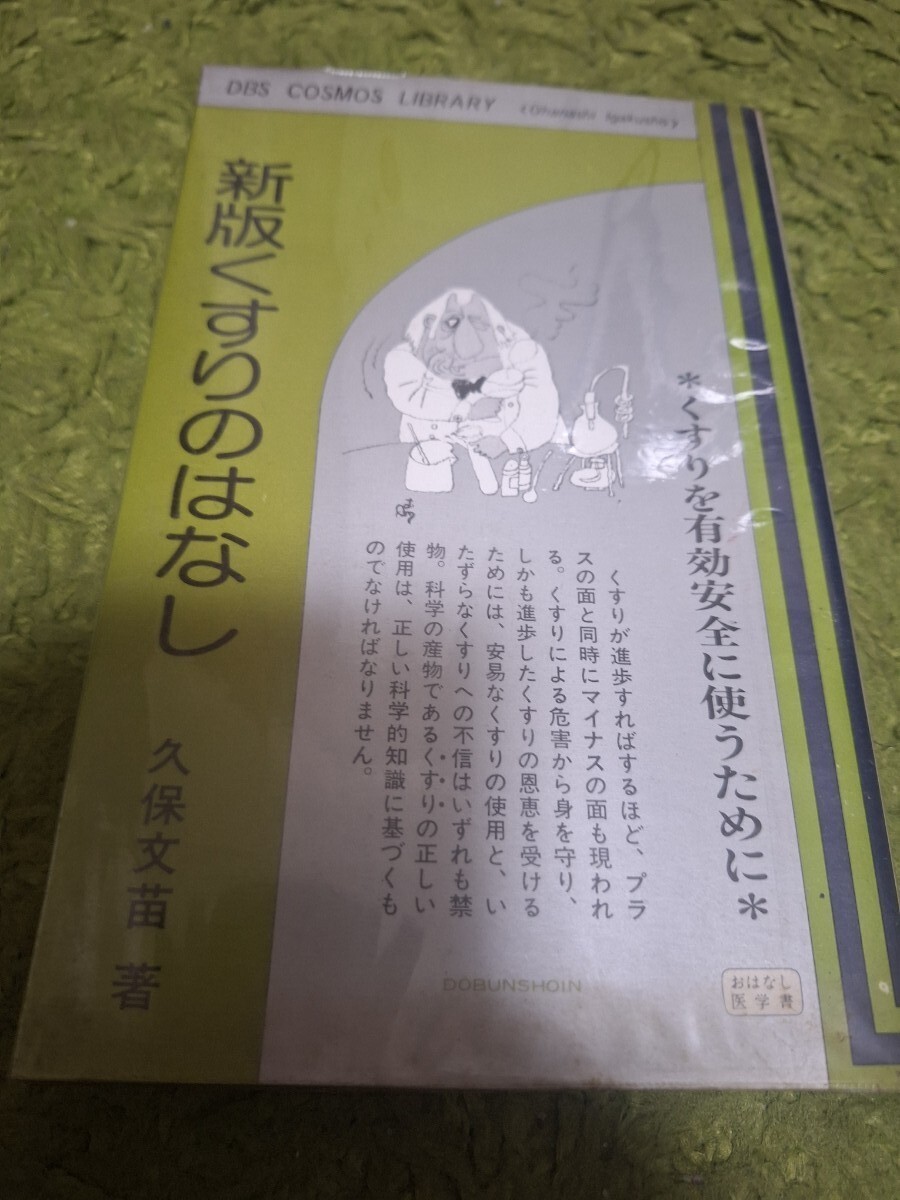 DBS COSMOS LIBRARY (Ohanashi Igakusho)
新版くすりのはなし
久保文苗 著
＊くすりを有効安全に使うために＊
くすりが進歩すればするほど、プラ
スの面と同時にマイナスの面も現われ
る。くすりによる危害から身を守り、
しかも進歩したくすりの恩恵を受ける
ためには、安易なくすりの使用と、い
たずらなくすりへの不信はいずれも禁
物。科学の産物であるくすりの正しい
使用は、正しい科学的知識に基づくも
のでなければなりません。
DOBUNSHOIN
おはなし
医学書